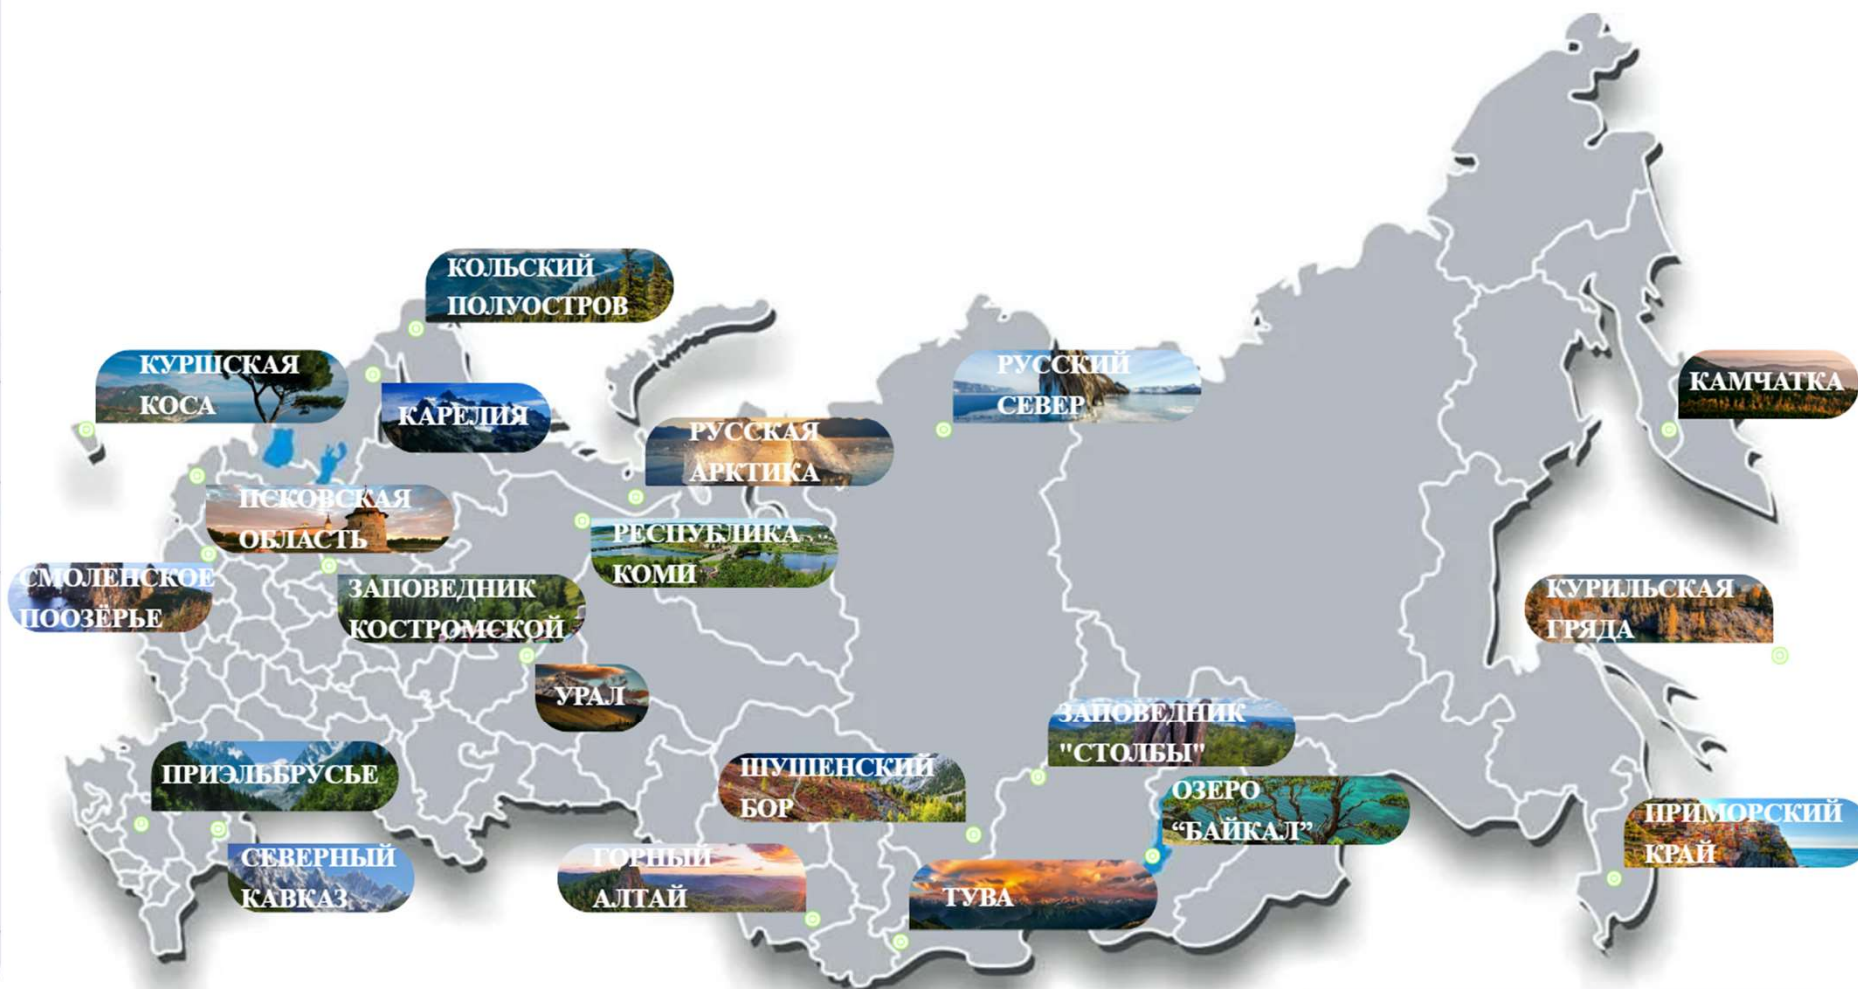 КОЛЬСКИЙ
ПОЛУОСТРОВ
КУРШСКАЯ
КОСА
РУССКИЙ
СЕВЕР
КАМЧАТКА
КАРЕЛИЯ
РУССКАЯ
АРКТИКА
ПСКОВСКАЯ
ОБЛАСТЬ
РЕСПУБЛИКА
КОМИ
СМОЛЕНСКОЕ
ПООЗЁРЬЕ
ЗАПОВЕДНИК
КОСТРОМСКОЙ
КУРИЛЬСКАЯ
ГРЯДА
УРАЛ
ЗАПОВЕДНИК
"СТОЛБЫ"
ПРИЭЛЬБРУСЬЕ
ШУШЕНСКИЙ
БОР
ОЗЕРО
“БАЙКАЛ”
ПРИМОРСКИЙ
КРАЙ
СЕВЕРНЫЙ
КАВКАЗ
ГОРНЫЙ
АЛТАЙ
ТУВА